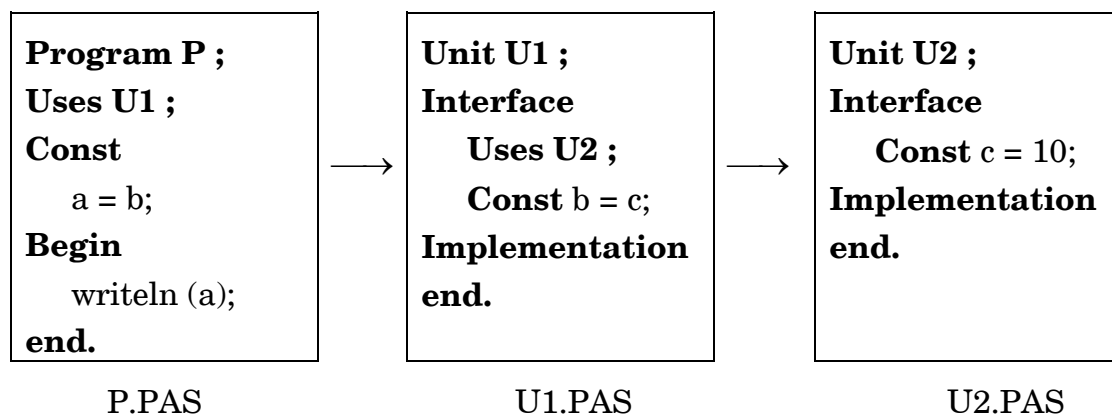 Program P ;
Uses U1 ;
Const
a = b;
Begin
writeln (a);
end.
P.PAS
Unit U1 ;
Interface
Uses U2 ;
Const b = c;
Implementation
end.
U1.PAS
Unit U2 ;
Interface
Const c = 10;
Implementation
end.
U2.PAS